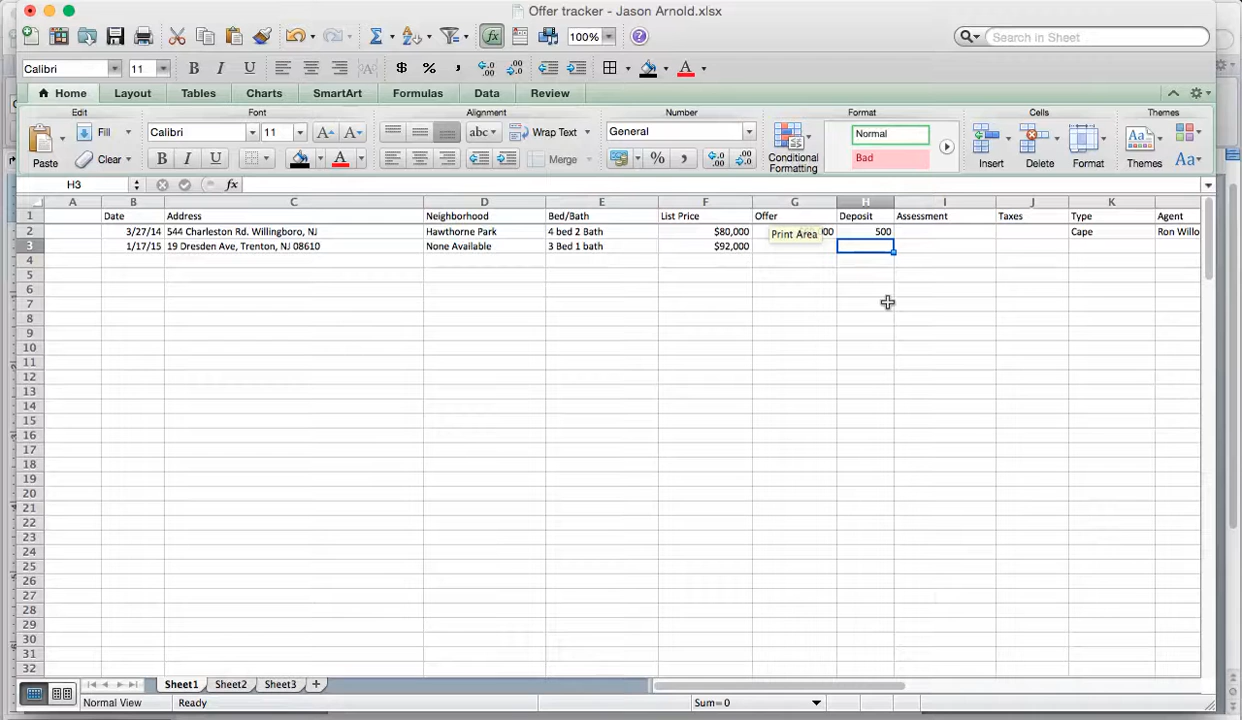 Offer tracker - Jason Arnold.xlsx
100%
Search in Sheet
Calibri 11 B I U
Home Layout Tables Charts SmartArt Formulas Data Review
Edit Font Alignment Number Format Cells Themes
Fill Calibri 11 abc Wrap Text General Normal
Paste Clear B I U Merge % Conditional Formatting Bad Insert Delete Format Themes Aa
H3 fx
A B C D E F G H I J K L
1 Date Address Neighborhood Bed/Bath List Price Offer Deposit Assessment Taxes Type Agent
2 3/27/14 544 Charleston Rd. Willingboro, NJ Hawthorne Park 4 bed 2 Bath $80,000 Print Area 00 500 Cape Ron Willo
3 1/17/15 19 Dresden Ave, Trenton, NJ 08610 None Available 3 Bed 1 bath $92,000
4
5
6
7
8
9
10
11
12
13
14
15
16
17
18
19
20
21
22
23
24
25
26
27
28
29
30
31
32
Sheet1 Sheet2 Sheet3
Normal View Ready Sum=0